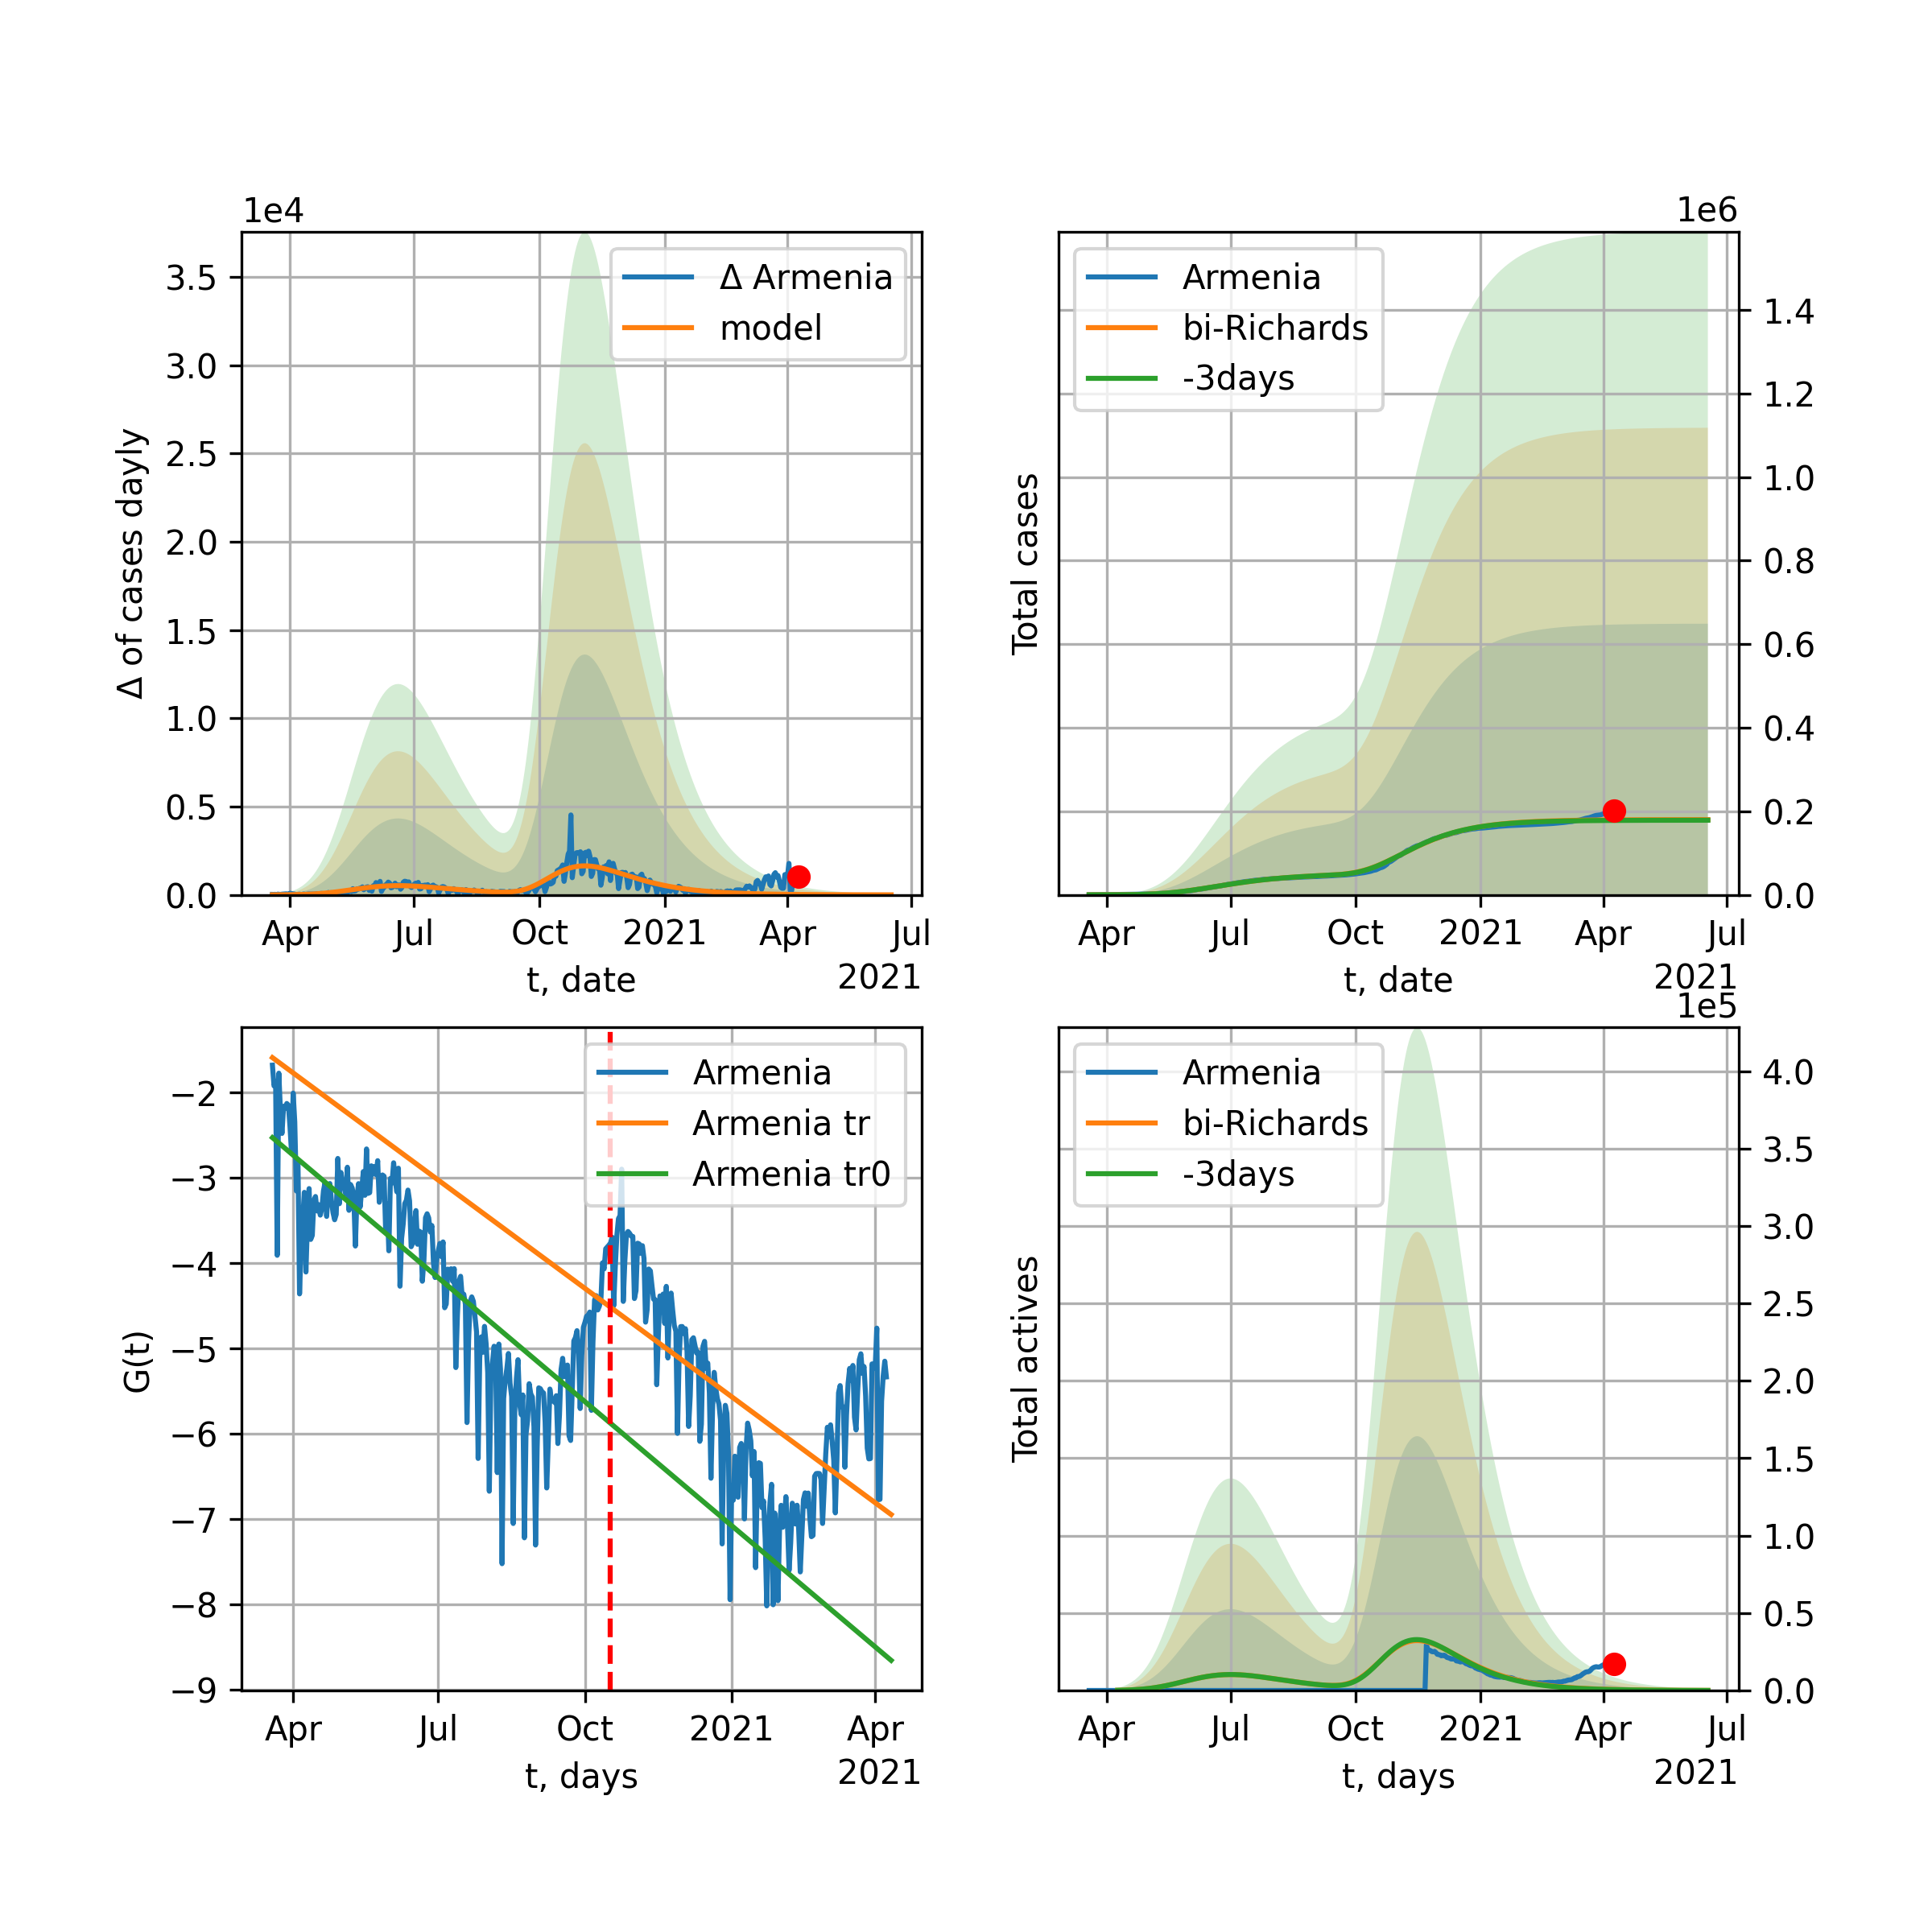 1e4
Δ of cases dayly
3.5
3.0
2.5
2.0
1.5
1.0
0.5
0.0
Δ Armenia
model
Apr
Jul
Oct
2021
Apr
Jul
t, date
2021
1e6
Total cases
Armenia
bi-Richards
-3days
1.4
1.2
1.0
0.8
0.6
0.4
0.2
0.0
Apr
Jul
Oct
2021
Apr
Jul
t, date
2021
G(t)
−2
−3
−4
−5
−6
−7
−8
−9
Armenia
Armenia tr
Armenia tr0
Apr
Jul
Oct
2021
Apr
t, days
2021
1e5
Total actives
Armenia
bi-Richards
-3days
4.0
3.5
3.0
2.5
2.0
1.5
1.0
0.5
0.0
Apr
Jul
Oct
2021
Apr
Jul
t, days
2021